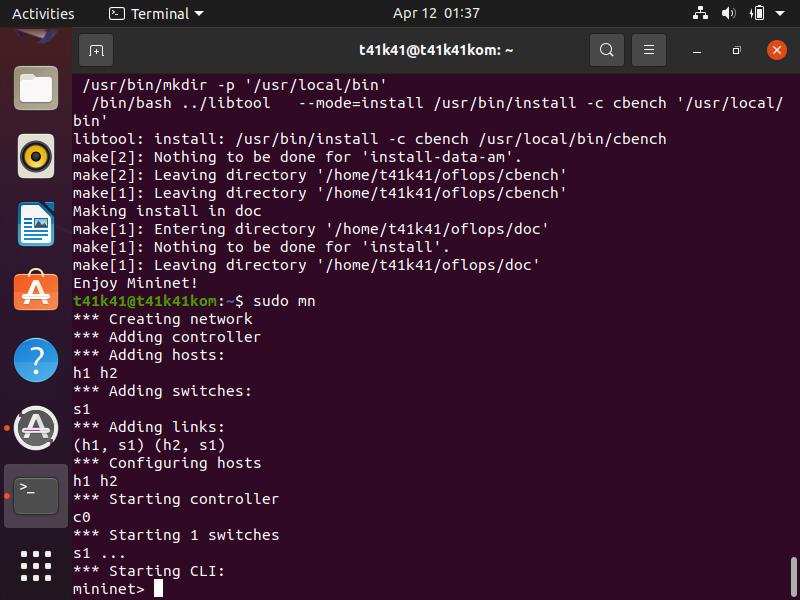 Activities Terminal Apr 12 01:37
t41k41@t41k41kom: ~
/usr/bin/mkdir -p '/usr/local/bin'
/bin/bash ../libtool   --mode=install /usr/bin/install -c cbench '/usr/local/
bin'
libtool: install: /usr/bin/install -c cbench /usr/local/bin/cbench
make[2]: Nothing to be done for 'install-data-am'.
make[2]: Leaving directory '/home/t41k41/oflops/cbench'
make[1]: Leaving directory '/home/t41k41/oflops/cbench'
Making install in doc
make[1]: Entering directory '/home/t41k41/oflops/doc'
make[1]: Nothing to be done for 'install'.
make[1]: Leaving directory '/home/t41k41/oflops/doc'
Enjoy Mininet!
t41k41@t41k41kom:~$ sudo mn
*** Creating network
*** Adding controller
*** Adding hosts:
h1 h2
*** Adding switches:
s1
*** Adding links:
(h1, s1) (h2, s1)
*** Configuring hosts
h1 h2
*** Starting controller
c0
*** Starting 1 switches
s1 ...
*** Starting CLI:
mininet>